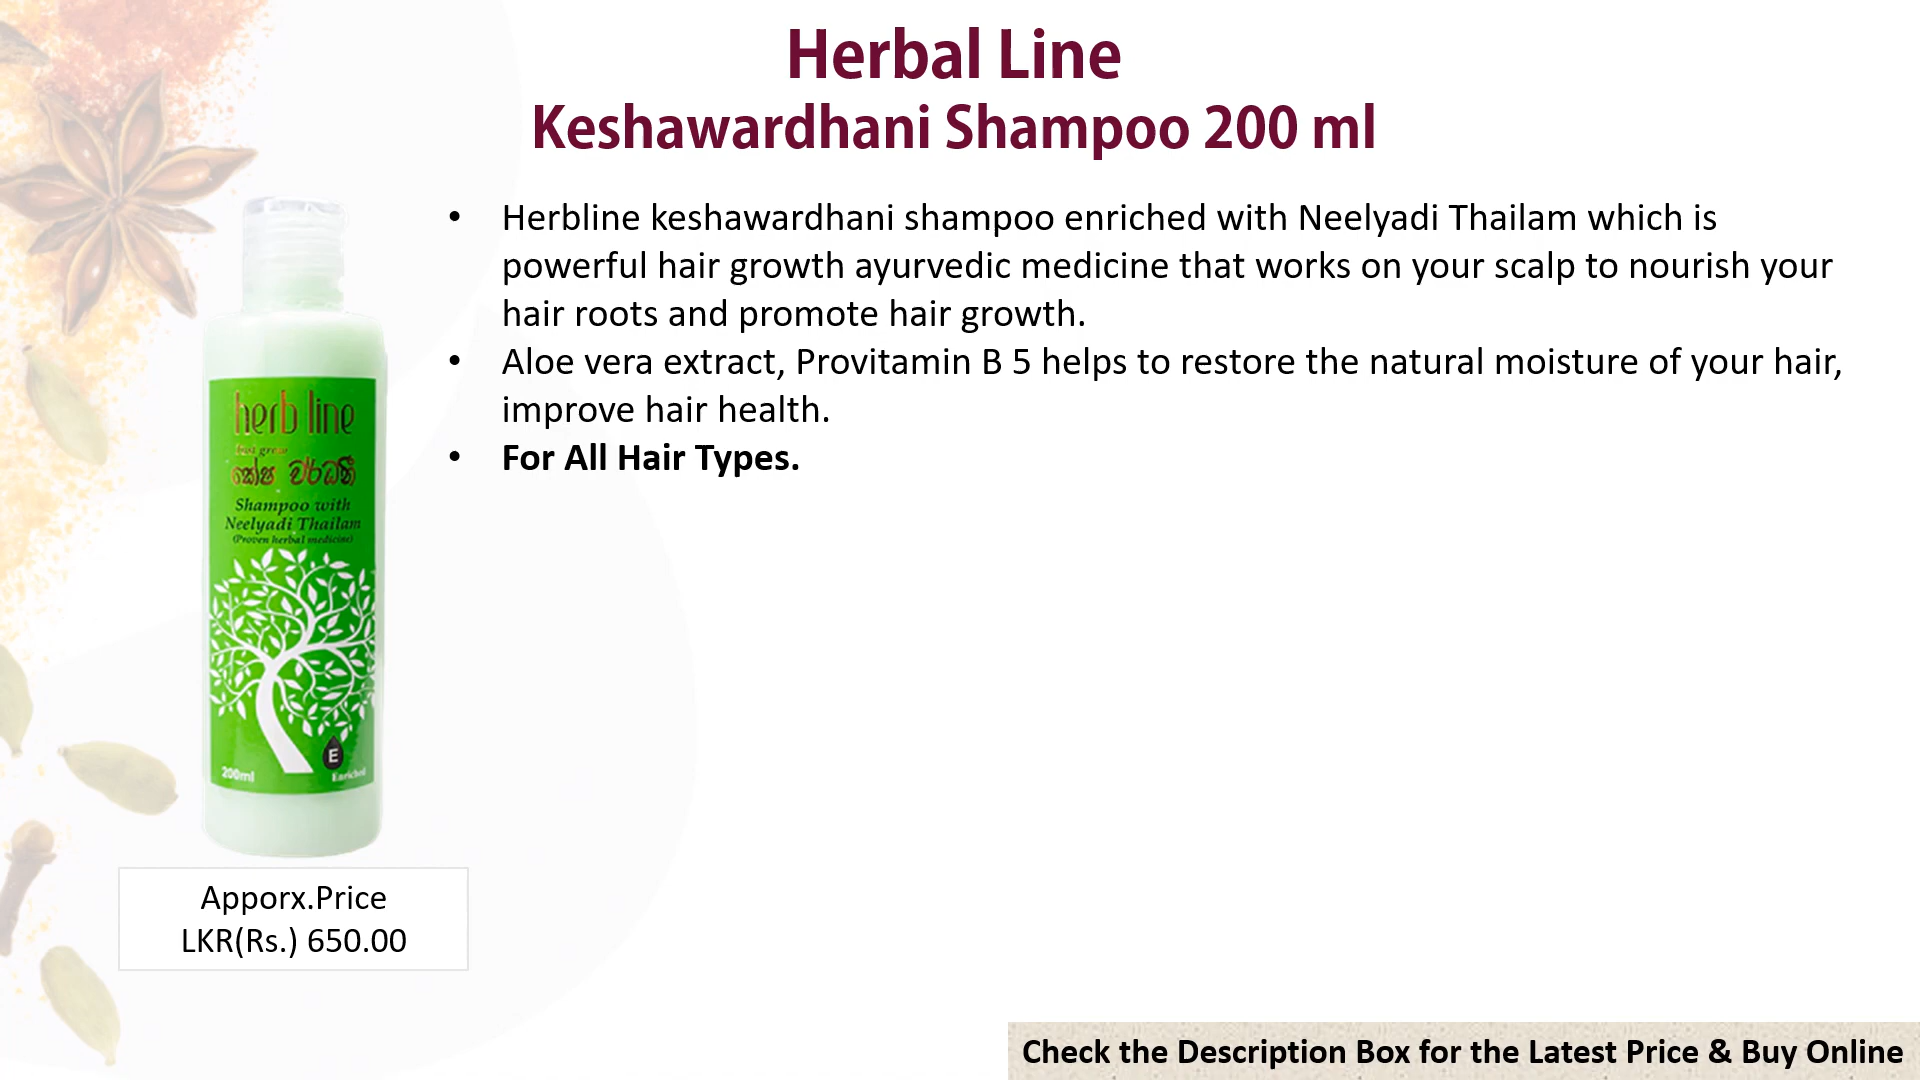 Herbal Line
Keshawardhani Shampoo 200 ml
• Herbline keshawardhani shampoo enriched with Neelyadi Thailam which is
powerful hair growth ayurvedic medicine that works on your scalp to nourish your
hair roots and promote hair growth.
• Aloe vera extract, Provitamin B 5 helps to restore the natural moisture of your hair,
improve hair health.
• For All Hair Types.
herb line
grow
කේෂ වර්ධනී
Shampoo with
Neelyadi Thailam
(Proven herbal medicine)
E
200ml
Enriched
Apporx.Price
LKR(Rs.) 650.00
Check the Description Box for the Latest Price & Buy Online